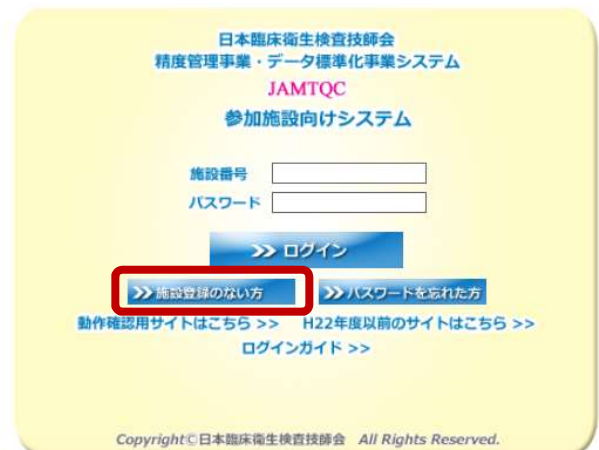 日本臨床衛生検査技師会
精度管理事業・データ標準化事業システム
JAMTQC
参加施設向けシステム
施設番号
パスワード
>> ログイン
>> 施設登録のない方 >> パスワードを忘れた方
動作確認用サイトはこちら >> H22年度以前のサイトはこちら >>
ログインガイド >>
Copyright©日本臨床衛生検査技師会 All Rights Reserved.